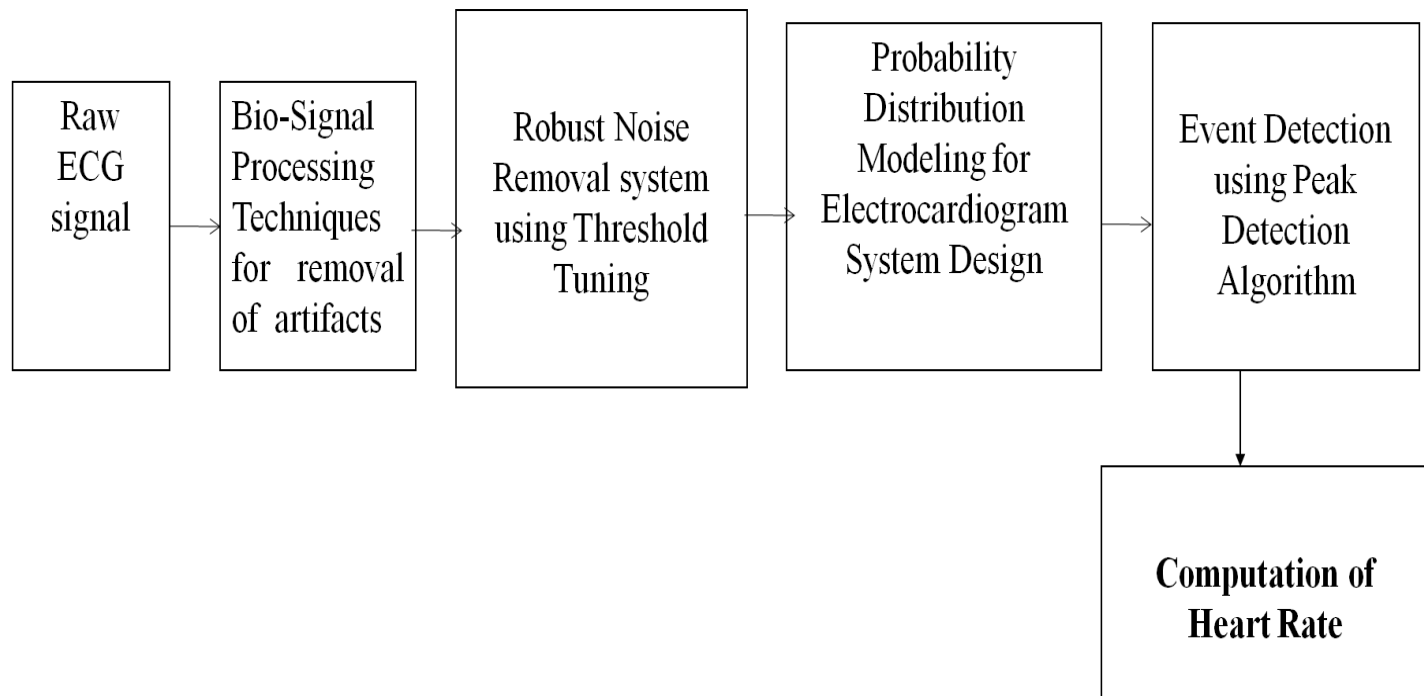 Raw
ECG
signal
Bio-Signal
Processing
Techniques
for removal
of artifacts
Robust Noise
Removal system
using Threshold
Tuning
Probability
Distribution
Modeling for
Electrocardiogram
System Design
Event Detection
using Peak
Detection
Algorithm
Computation of
Heart Rate